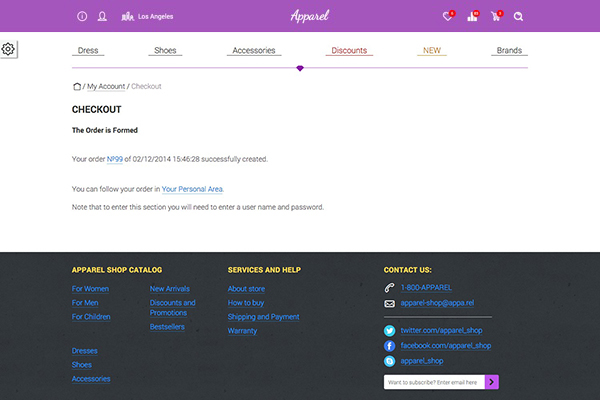 Los Angeles
Apparel
Dress Shoes Accessories Discounts NEW Brands
/ My Account / Checkout
CHECKOUT
The Order is Formed
Your order №99 of 02/12/2014 15:46:28 successfully created.
You can follow your order in Your Personal Area.
Note that to enter this section you will need to enter a user name and password.
APPAREL SHOP CATALOG
For Women
For Men
For Children
New Arrivals
Discounts and
Promotions
Bestsellers
Dresses
Shoes
Accessories
SERVICES AND HELP
About store
How to buy
Shipping and Payment
Warranty
CONTACT US:
1-800-APPAREL
apparel-shop@appa.rel
twitter.com/apparel_shop
facebook.com/apparel_shop
apparel_shop
Want to subscribe? Enter email here